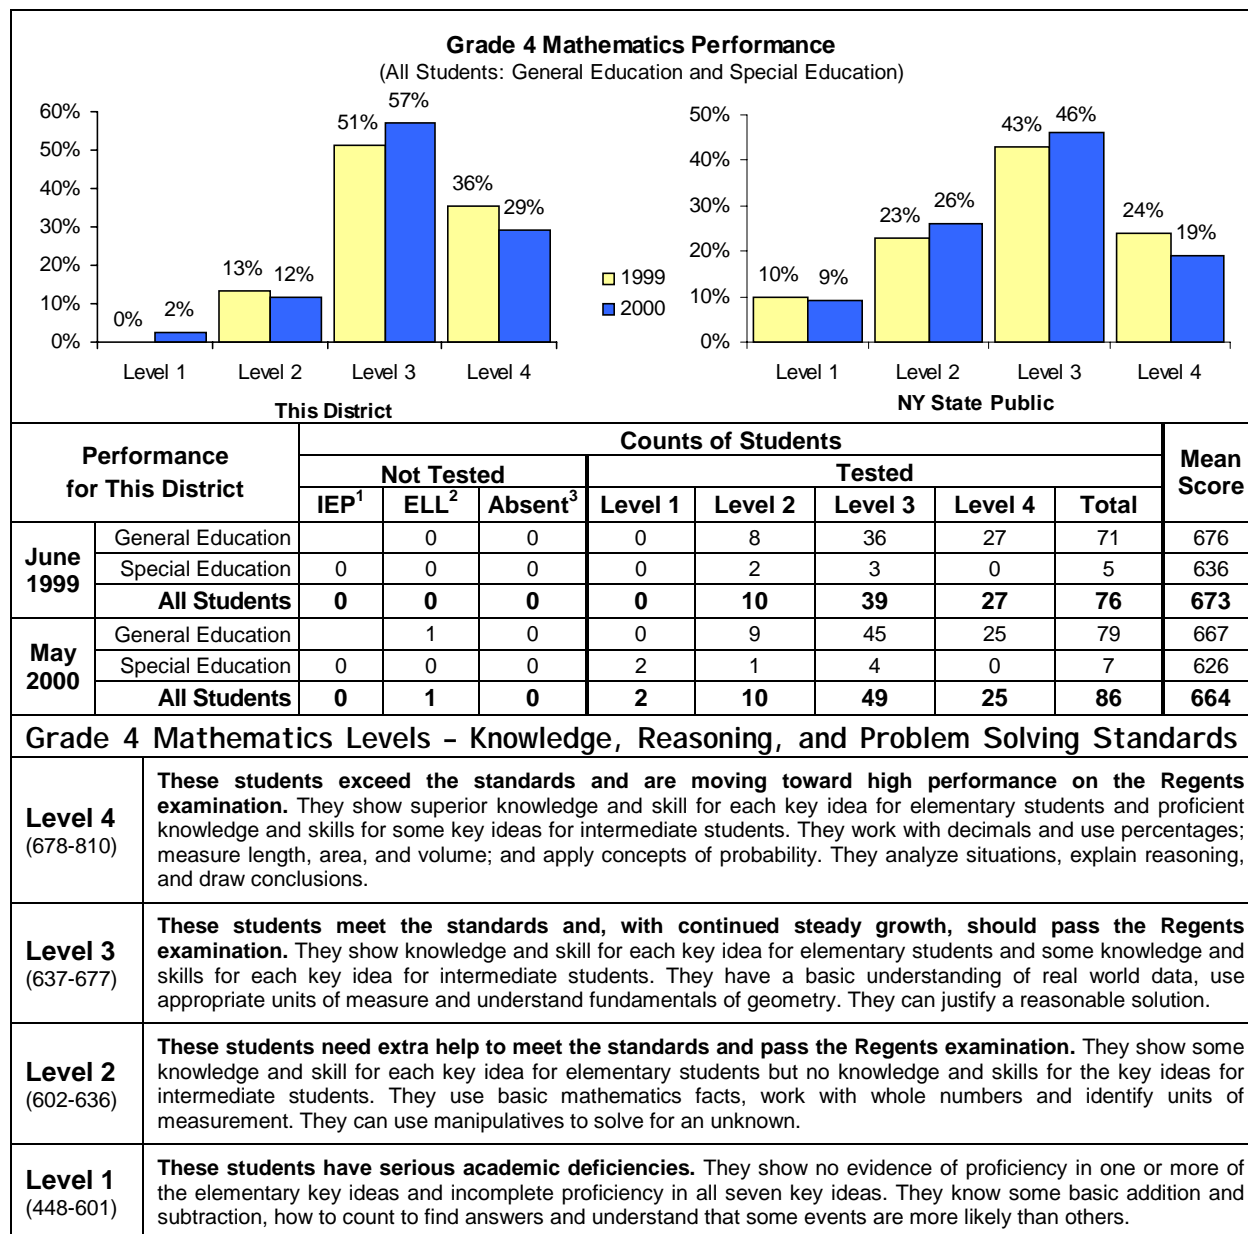 Grade 4 Mathematics Performance
(All Students: General Education and Special Education)
60%
50%
40%
30%
20%
10%
0%
0%
2%
13%
12%
51%
57%
36%
29%
Level 1
Level 2
Level 3
Level 4
This District
1999
2000
50%
40%
30%
20%
10%
0%
10%
9%
23%
26%
43%
46%
24%
19%
Level 1
Level 2
Level 3
Level 4
NY State Public
Performance
for This District
Counts of Students
Mean
Score
Not Tested
Tested
IEP1 ELL2 Absent3 Level 1 Level 2 Level 3 Level 4 Total
June
1999
General Education 0 0 0 8 36 27 71 676
Special Education 0 0 0 0 2 3 0 5 636
All Students 0 0 0 0 10 39 27 76 673
May
2000
General Education 1 0 0 9 45 25 79 667
Special Education 0 0 0 2 1 4 0 7 626
All Students 0 1 0 2 10 49 25 86 664
Grade 4 Mathematics Levels – Knowledge, Reasoning, and Problem Solving Standards
Level 4
(678-810)
These students exceed the standards and are moving toward high performance on the Regents
examination. They show superior knowledge and skill for each key idea for elementary students and proficient
knowledge and skills for some key ideas for intermediate students. They work with decimals and use percentages;
measure length, area, and volume; and apply concepts of probability. They analyze situations, explain reasoning,
and draw conclusions.
Level 3
(637-677)
These students meet the standards and, with continued steady growth, should pass the Regents
examination. They show knowledge and skill for each key idea for elementary students and some knowledge and
skills for each key idea for intermediate students. They have a basic understanding of real world data, use
appropriate units of measure and understand fundamentals of geometry. They can justify a reasonable solution.
Level 2
(602-636)
These students need extra help to meet the standards and pass the Regents examination. They show some
knowledge and skill for each key idea for elementary students but no knowledge and skills for the key ideas for
intermediate students. They use basic mathematics facts, work with whole numbers and identify units of
measurement. They can use manipulatives to solve for an unknown.
Level 1
(448-601)
These students have serious academic deficiencies. They show no evidence of proficiency in one or more of
the elementary key ideas and incomplete proficiency in all seven key ideas. They know some basic addition and
subtraction, how to count to find answers and understand that some events are more likely than others.